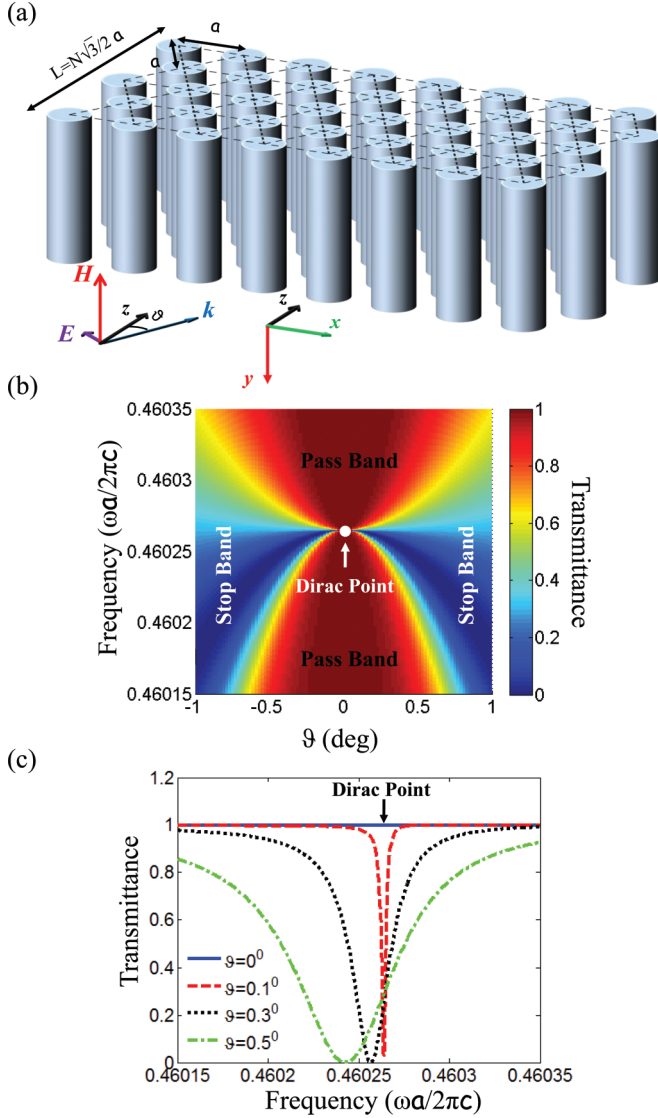 (a)
L=N√3/2 a
a
a
H
z
ϑ
k
E
z
x
y
(b)
Frequency (ωa/2πc)
0.46035
0.4603
0.46025
0.4602
0.46015
Pass Band
Stop Band
Stop Band
Dirac Point
Pass Band
-1
-0.5
0
0.5
1
ϑ (deg)
1
0.8
0.6
0.4
0.2
0
Transmittance
(c)
Dirac Point
Transmittance
1.2
1
0.8
0.6
0.4
0.2
0
ϑ=0⁰
ϑ=0.1⁰
ϑ=0.3⁰
ϑ=0.5⁰
0.46015
0.4602
0.46025
0.4603
0.46035
Frequency (ωa/2πc)